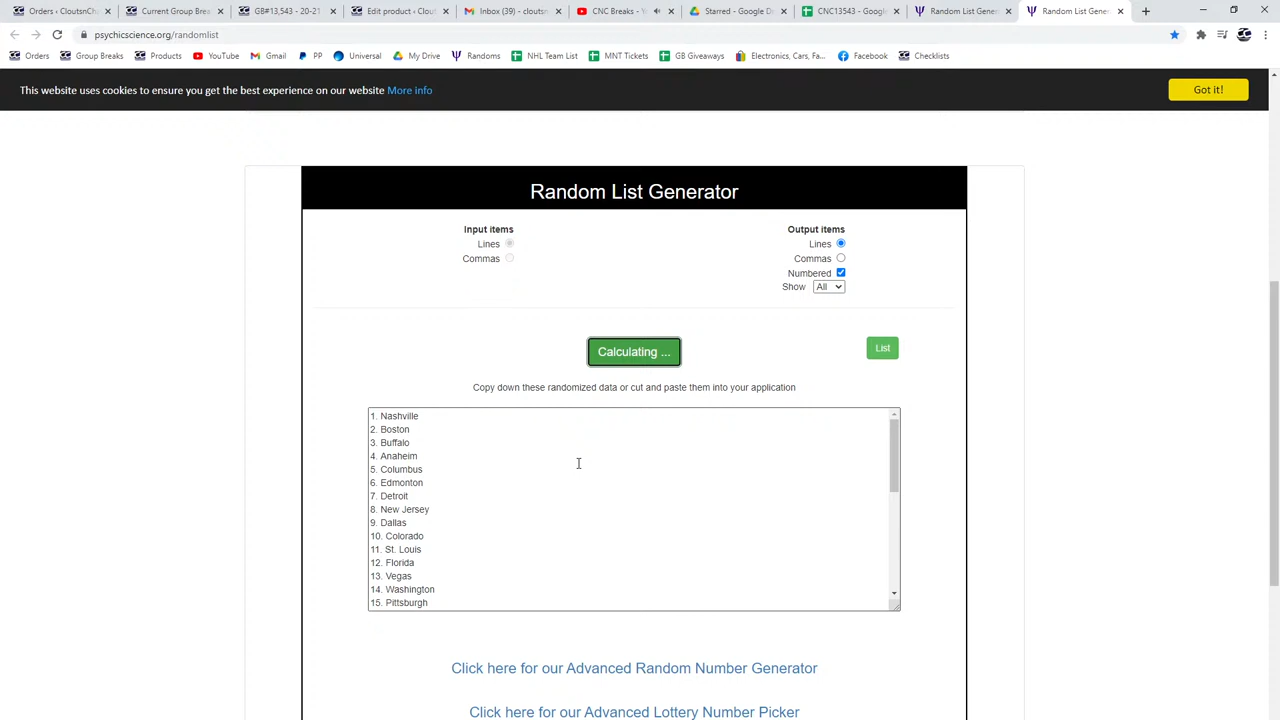 Orders ‹ CloutsnCh
Current Group Brea
GB#13,543 - 20-21
Edit product ‹ Clou
Inbox (39) - clouts
CNC Breaks -
Starred - Google D
CNC13543 - Google
Random List Gener
Random List Gener
psychicscience.org/randomlist
Orders
Group Breaks
Products
YouTube
Gmail
PP
Universal
My Drive
Randoms
NHL Team List
MNT Tickets
GB Giveaways
Electronics, Cars, Fa...
Facebook
Checklists
This website uses cookies to ensure you get the best experience on our website More info
Got it!
Random List Generator
Input items
Lines
Commas
Output items
Lines
Commas
Numbered
Show All
Calculating ...
List
Copy down these randomized data or cut and paste them into your application
1. Nashville
2. Boston
3. Buffalo
4. Anaheim
5. Columbus
6. Edmonton
7. Detroit
8. New Jersey
9. Dallas
10. Colorado
11. St. Louis
12. Florida
13. Vegas
14. Washington
15. Pittsburgh
Click here for our Advanced Random Number Generator
Click here for our Advanced Lottery Number Picker